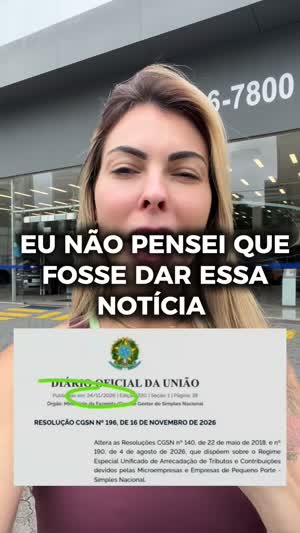 6-7800
EU NÃO PENSEI QUE
FOSSE DAR ESSA
NOTÍCIA
DIÁRIO OFICIAL DA UNIÃO
Publicado em: 24/11/2026 | Edição: 220 | Seção: 1 | Página: 38
Órgão: Ministério da Fazenda/Comitê Gestor do Simples Nacional
RESOLUÇÃO CGSN Nº 196, DE 16 DE NOVEMBRO DE 2026
Altera as Resoluções CGSN nº 140, de 22 de maio de 2018, e nº
190, de 4 de agosto de 2026, que dispõem sobre o Regime
Especial Unificado de Arrecadação de Tributos e Contribuições
devidos pelas Microempresas e Empresas de Pequeno Porte -
Simples Nacional.